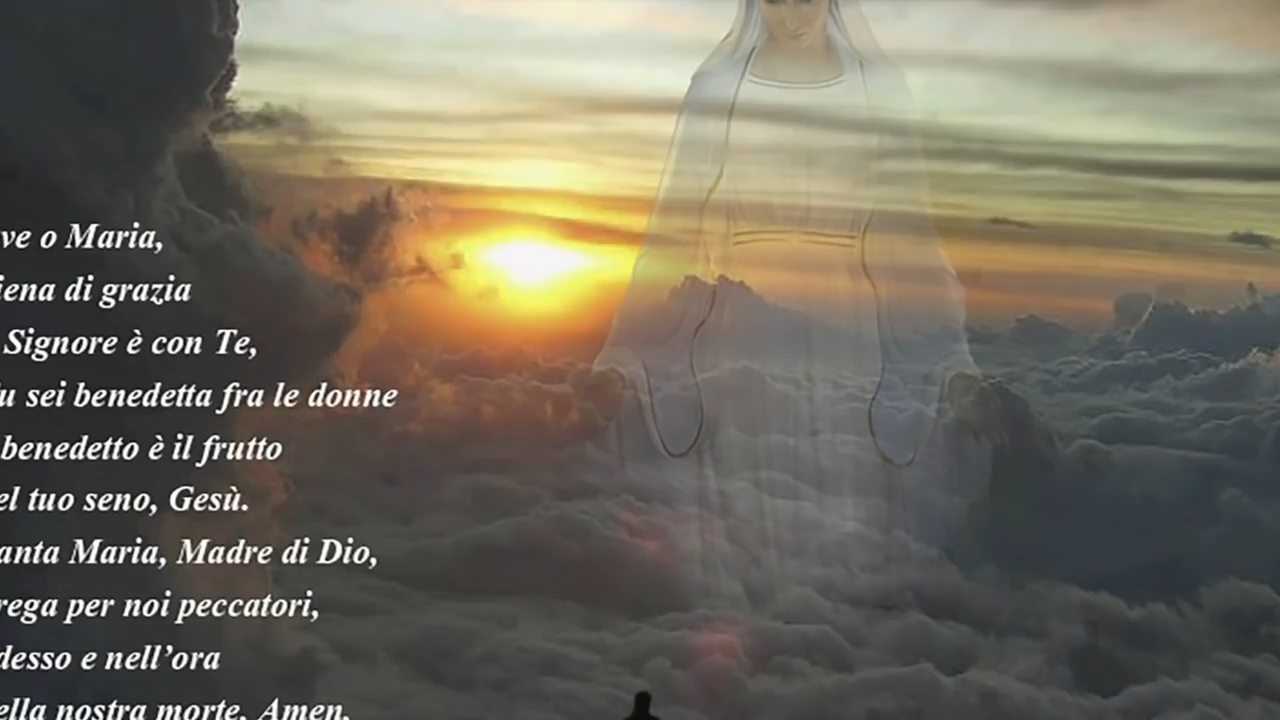 ve o Maria,
iena di grazia
Signore è con Te,
u sei benedetta fra le donne
benedetto è il frutto
el tuo seno, Gesù.
anta Maria, Madre di Dio,
rega per noi peccatori,
desso e nell'ora
ella nostra morte. Amen.